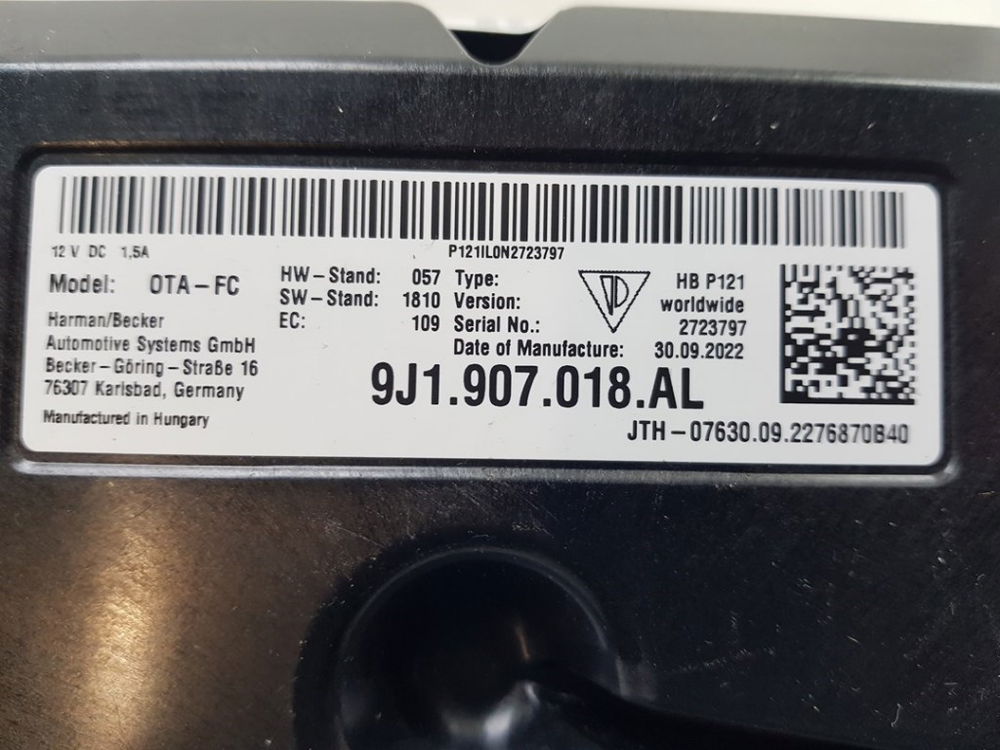 12 V DC 1,5A
P121IL0N2723797
Model: OTA-FC
HW-Stand: 057
SW-Stand: 1810
EC: 109
Type: HB P121
Version: worldwide
Serial No.: 2723797
Date of Manufacture: 30.09.2022
Harman/Becker
Automotive Systems GmbH
Becker-Göring-Straße 16
76307 Karlsbad, Germany
Manufactured in Hungary
9J1.907.018.AL
JTH-07630.09.2276870840